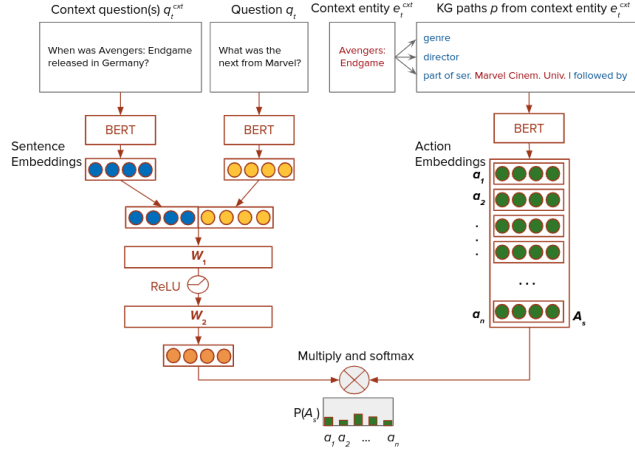 Context question(s) q_t^cxt
Question q_t
Context entity e_t^cxt
KG paths p from context entity e_t^cxt
When was Avengers: Endgame
released in Germany?
What was the
next from Marvel?
Avengers:
Endgame
genre
director
part of ser. Marvel Cinem. Univ. I followed by
BERT
BERT
BERT
Sentence
Embeddings
Action
Embeddings
a_1
a_2
.
.
.
...
a_n
A_s
W_1
ReLU
W_2
Multiply and softmax
P(A_s)
a_1 a_2 ... a_n